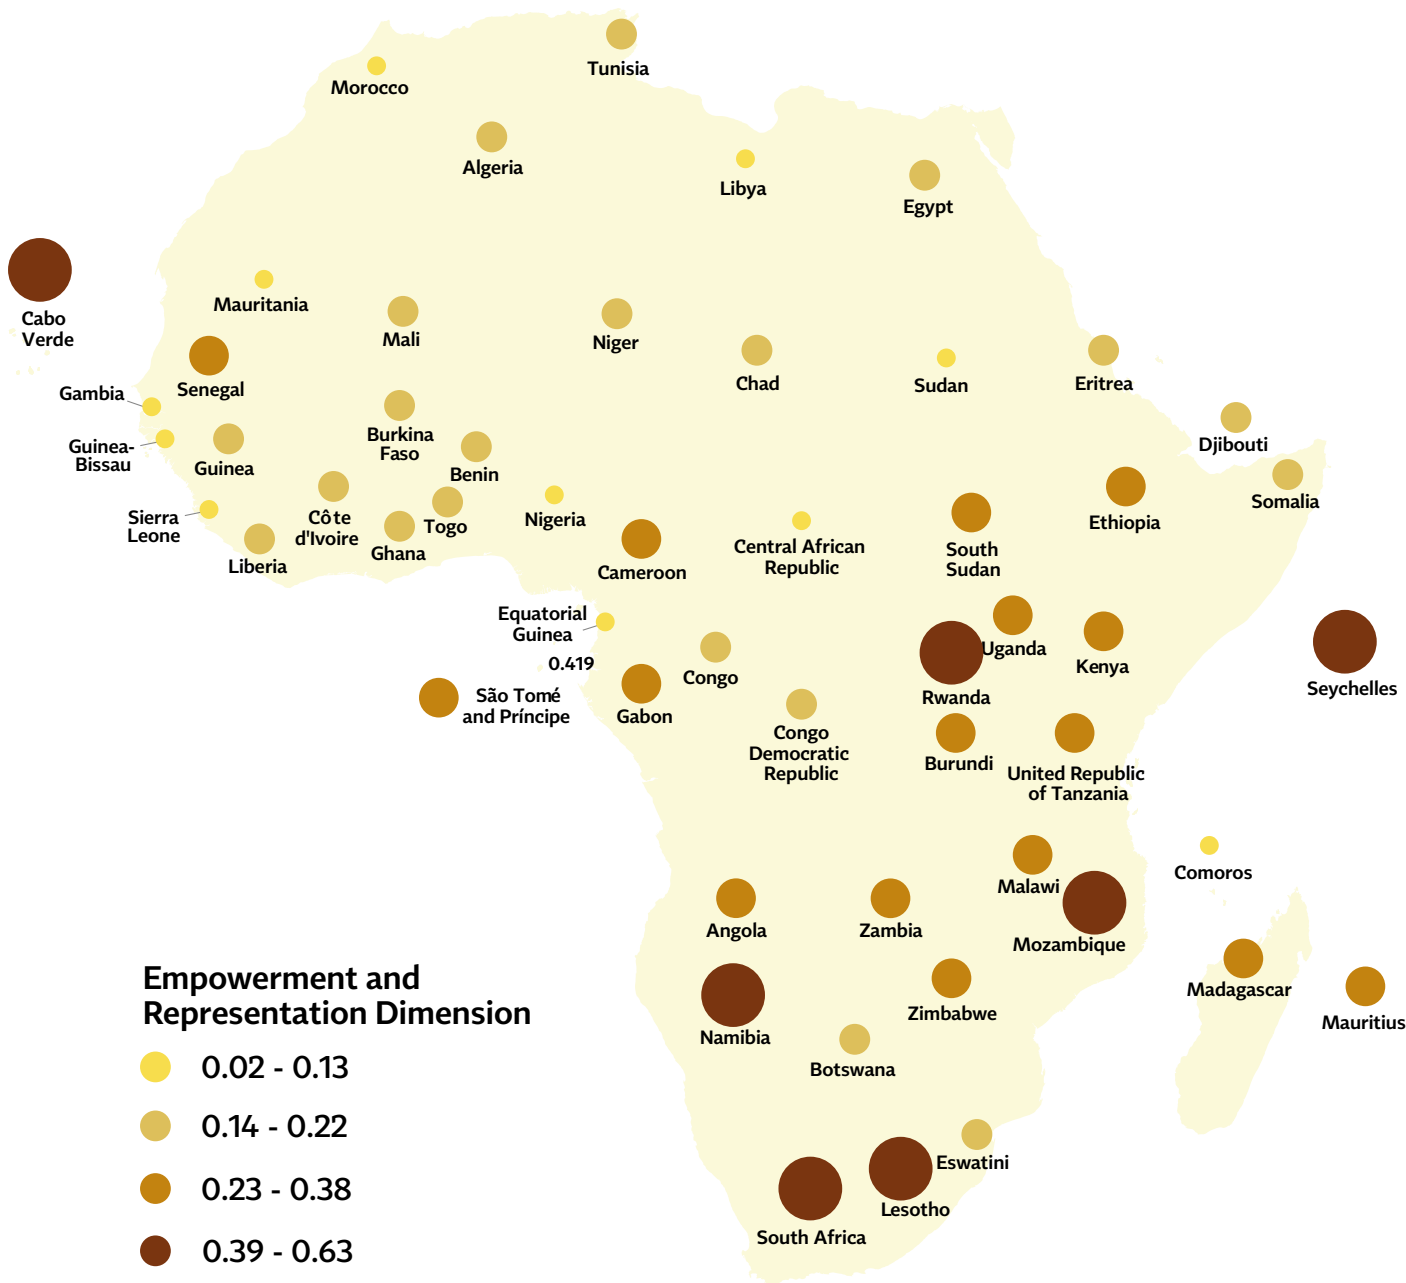 Tunisia
Morocco
Algeria
Libya
Egypt
Mauritania
Cabo
Verde
Mali
Niger
Chad
Sudan
Eritrea
Senegal
Gambia
Guinea-
Bissau
Guinea
Burkina
Faso
Benin
Djibouti
Somalia
Sierra
Leone
Liberia
Côte
d'Ivoire
Ghana
Togo
Nigeria
Cameroon
Central African
Republic
South
Sudan
Ethiopia
Equatorial
Guinea
0.419
São Tomé
and Príncipe
Gabon
Congo
Congo
Democratic
Republic
Rwanda
Uganda
Kenya
Seychelles
Burundi
United Republic
of Tanzania
Malawi
Comoros
Angola
Zambia
Mozambique
Madagascar
Mauritius
Namibia
Zimbabwe
Botswana
Eswatini
Lesotho
South Africa
Empowerment and
Representation Dimension
0.02 - 0.13
0.14 - 0.22
0.23 - 0.38
0.39 - 0.63